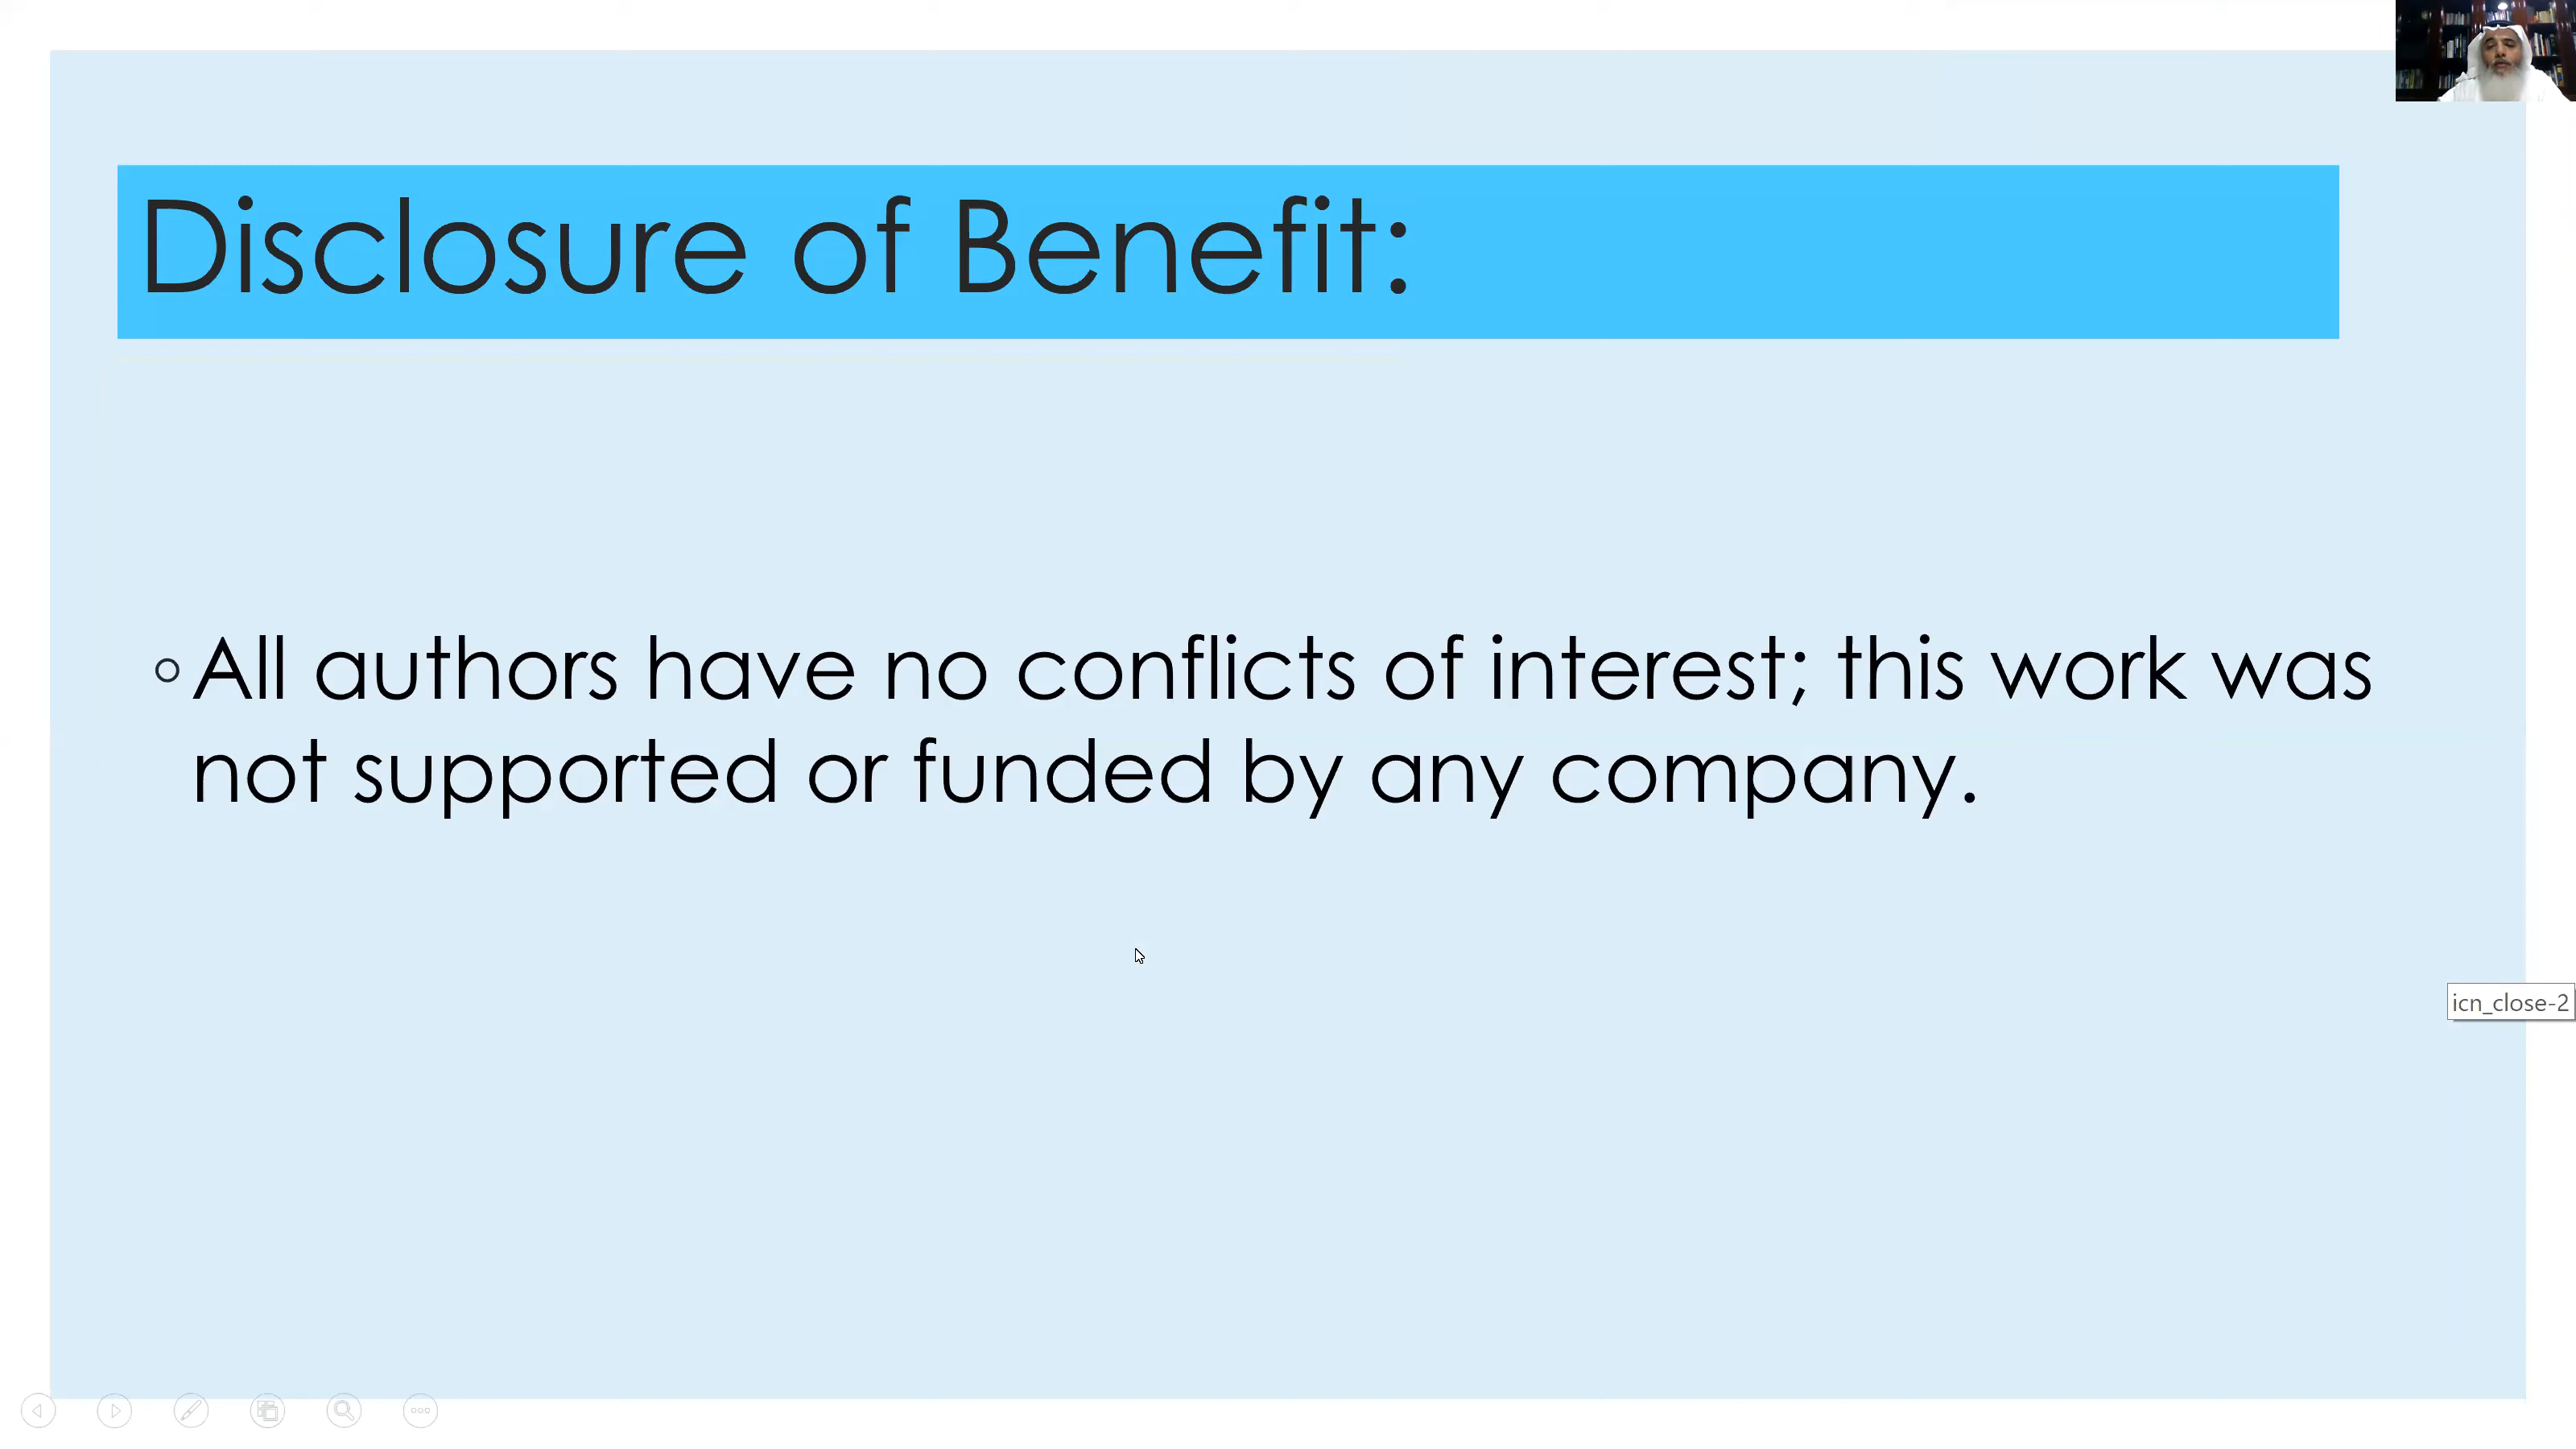 Disclosure of Benefit:
All authors have no conflicts of interest; this work was
not supported or funded by any company.
icn_close-2